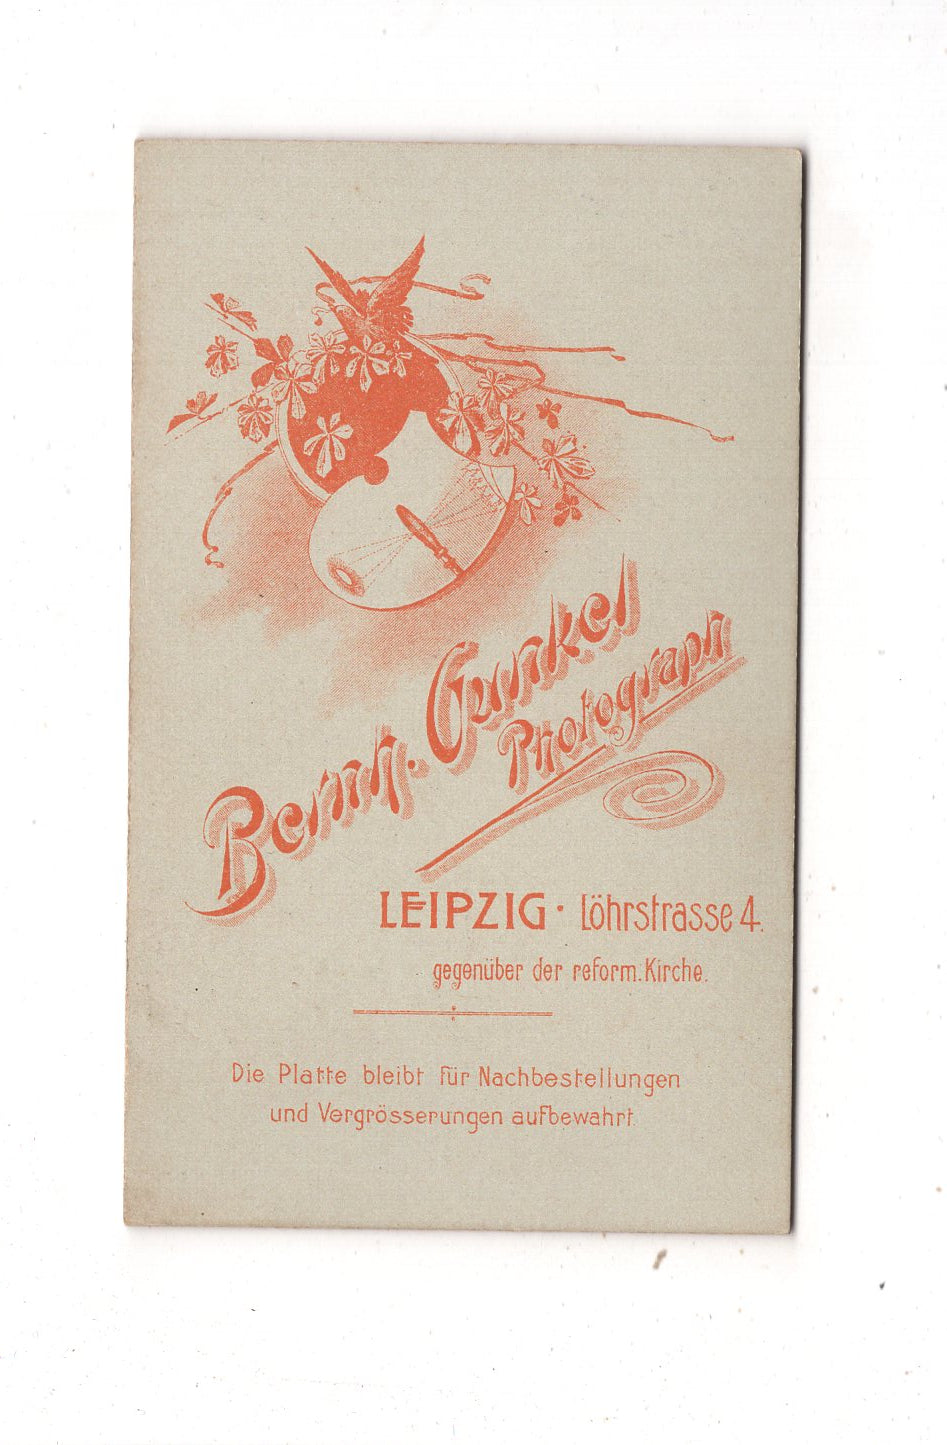 Bernh. Gunkel
Photograph
LEIPZIG · Löhrstrasse 4.
gegenüber der reform. Kirche.
Die Platte bleibt für Nachbestellungen
und Vergrösserungen aufbewahrt.